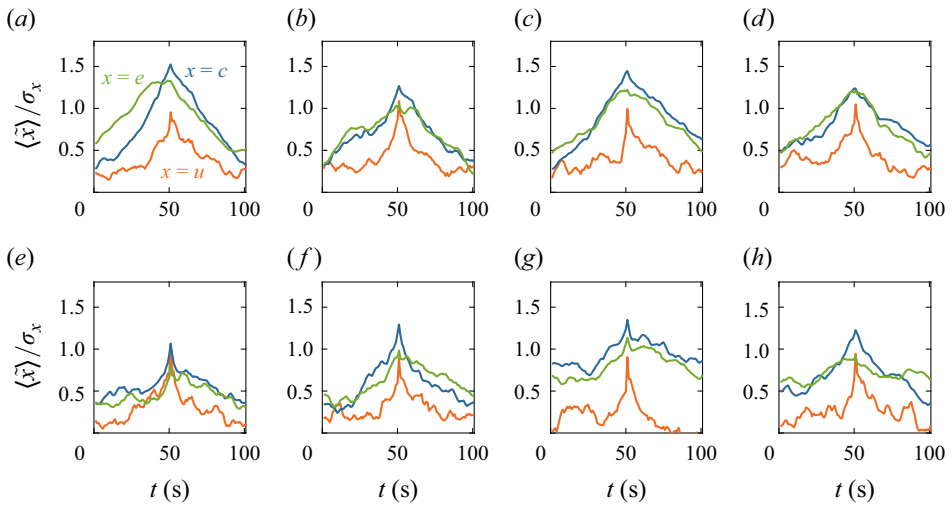 (a) (b) (c) (d)
1.5 1.5 1.5 1.5
x = e x = c
⟨x̃⟩/σₓ 1.0 1.0 1.0 1.0
0.5 0.5 0.5 0.5
x = u
0 50 100 0 50 100 0 50 100 0 50 100
(e) (f) (g) (h)
1.5 1.5 1.5 1.5
⟨x̃⟩/σₓ 1.0 1.0 1.0 1.0
0.5 0.5 0.5 0.5
0 50 100 0 50 100 0 50 100 0 50 100
t (s) t (s) t (s) t (s)